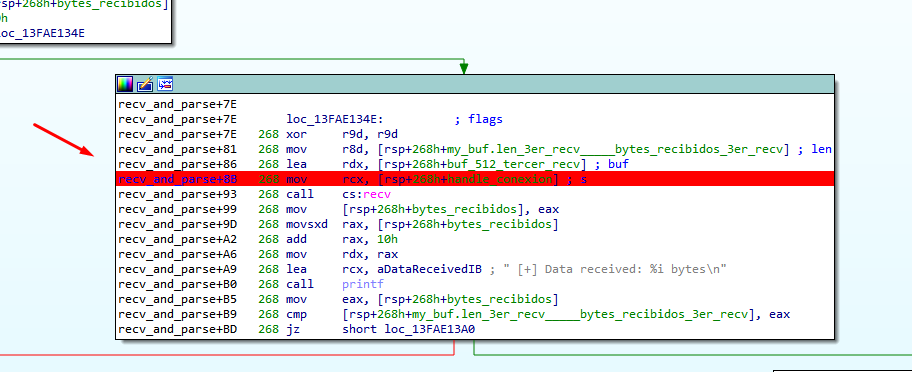 rsp+268h+bytes_recibidos]
0h
loc_13FAE134E
recv_and_parse+7E
recv_and_parse+7E loc_13FAE134E: ; flags
recv_and_parse+7E 268 xor r9d, r9d
recv_and_parse+81 268 mov r8d, [rsp+268h+my_buf.len_3er_recv_____bytes_recibidos_3er_recv] ; len
recv_and_parse+86 268 lea rdx, [rsp+268h+buf_512_tercer_recv] ; buf
recv_and_parse+8B 268 mov rcx, [rsp+268h+handle_conexion] ; s
recv_and_parse+93 268 call cs:recv
recv_and_parse+99 268 mov [rsp+268h+bytes_recibidos], eax
recv_and_parse+9D 268 movsxd rax, [rsp+268h+bytes_recibidos]
recv_and_parse+A2 268 add rax, 10h
recv_and_parse+A6 268 mov rdx, rax
recv_and_parse+A9 268 lea rcx, aDataReceivedIB ; " [+] Data received: %i bytes\n"
recv_and_parse+B0 268 call printf
recv_and_parse+B5 268 mov eax, [rsp+268h+bytes_recibidos]
recv_and_parse+B9 268 cmp [rsp+268h+my_buf.len_3er_recv_____bytes_recibidos_3er_recv], eax
recv_and_parse+BD 268 jz short loc_13FAE13A0